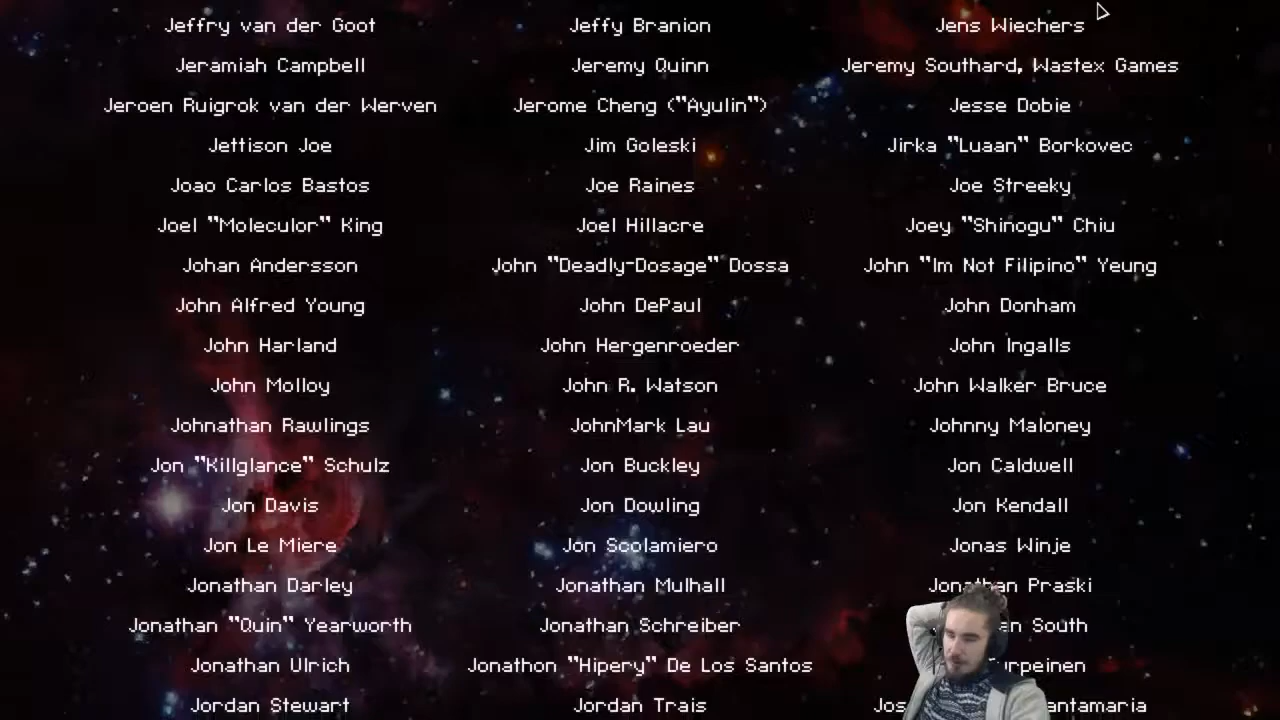 Jeffry van der Goot Jeffy Branion Jens Wiechers
Jeramiah Campbell Jeremy Quinn Jeremy Southard, Wastex Games
Jeroen Ruigrok van der Werven Jerome Cheng ("Ayulin") Jesse Dobie
Jettison Joe Jim Goleski Jirka "Luaan" Borkovec
Joao Carlos Bastos Joe Raines Joe Streeky
Joel "Moleculor" King Joel Hillacre Joey "Shinogu" Chiu
Johan Andersson John "Deadly-Dosage" Dossa John "Im Not Filipino" Yeung
John Alfred Young John DePaul John Donham
John Harland John Hergenroeder John Ingalls
John Molloy John R. Watson John Walker Bruce
Johnathan Rawlings JohnMark Lau Johnny Maloney
Jon "Killglance" Schulz Jon Buckley Jon Caldwell
Jon Davis Jon Dowling Jon Kendall
Jon Le Miere Jon Scolamiero Jonas Winje
Jonathan Darley Jonathan Mulhall Jonathan Praski
Jonathan "Quin" Yearworth Jonathan Schreiber South
Jonathan Ulrich Jonathon "Hipery" De Los Santos
Jordan Stewart Jordan Trais